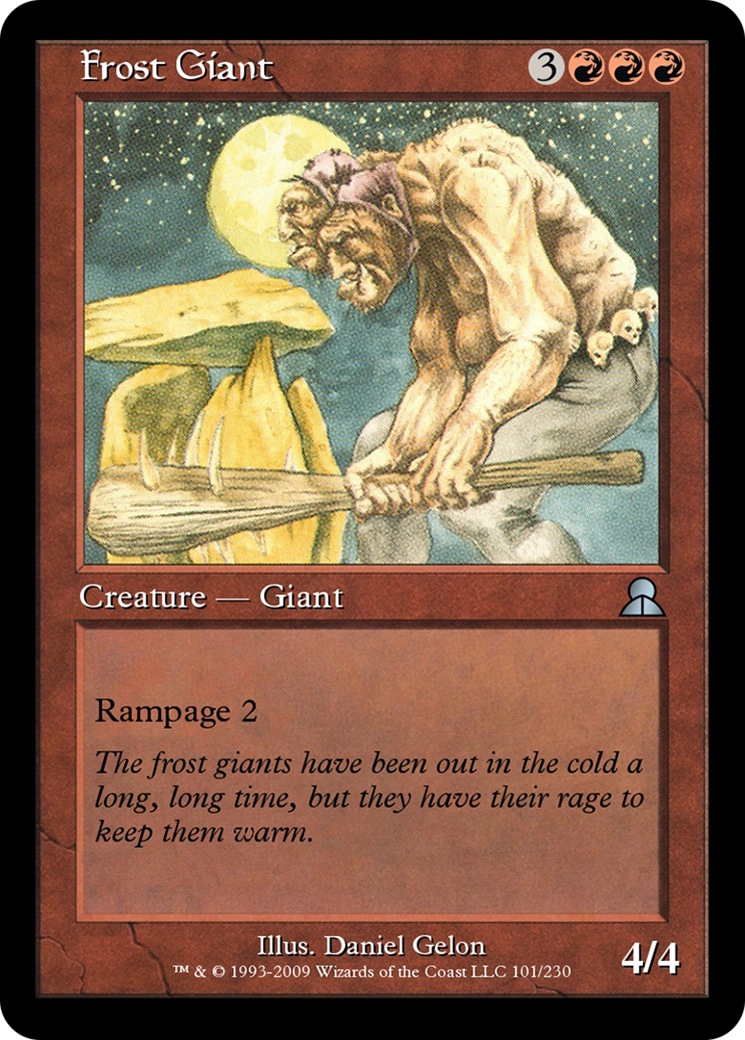 Frost Giant 3
Creature — Giant
Rampage 2
The frost giants have been out in the cold a
long, long time, but they have their rage to
keep them warm.
Illus. Daniel Gelon
™ & © 1993-2009 Wizards of the Coast LLC 101/230
4/4